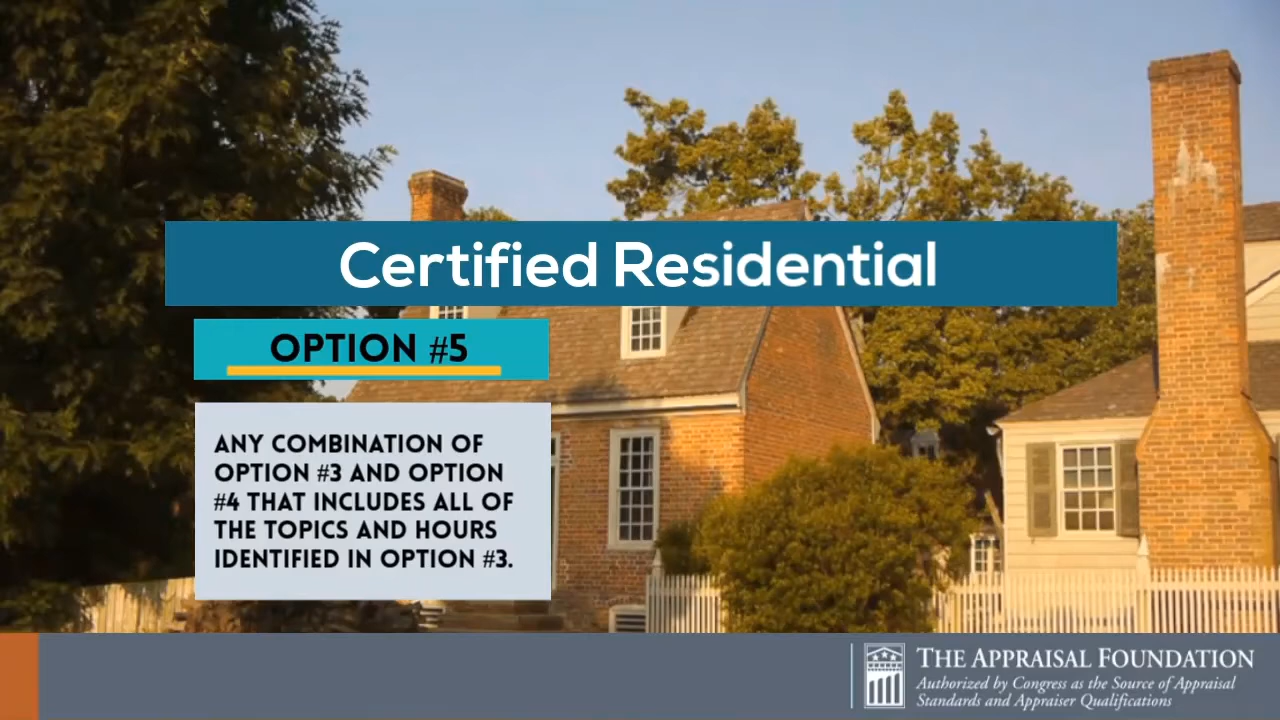 Certified Residential
OPTION #5
ANY COMBINATION OF
OPTION #3 AND OPTION
#4 THAT INCLUDES ALL OF
THE TOPICS AND HOURS
IDENTIFIED IN OPTION #3.
THE APPRAISAL FOUNDATION
Authorized by Congress as the Source of Appraisal
Standards and Appraiser Qualifications